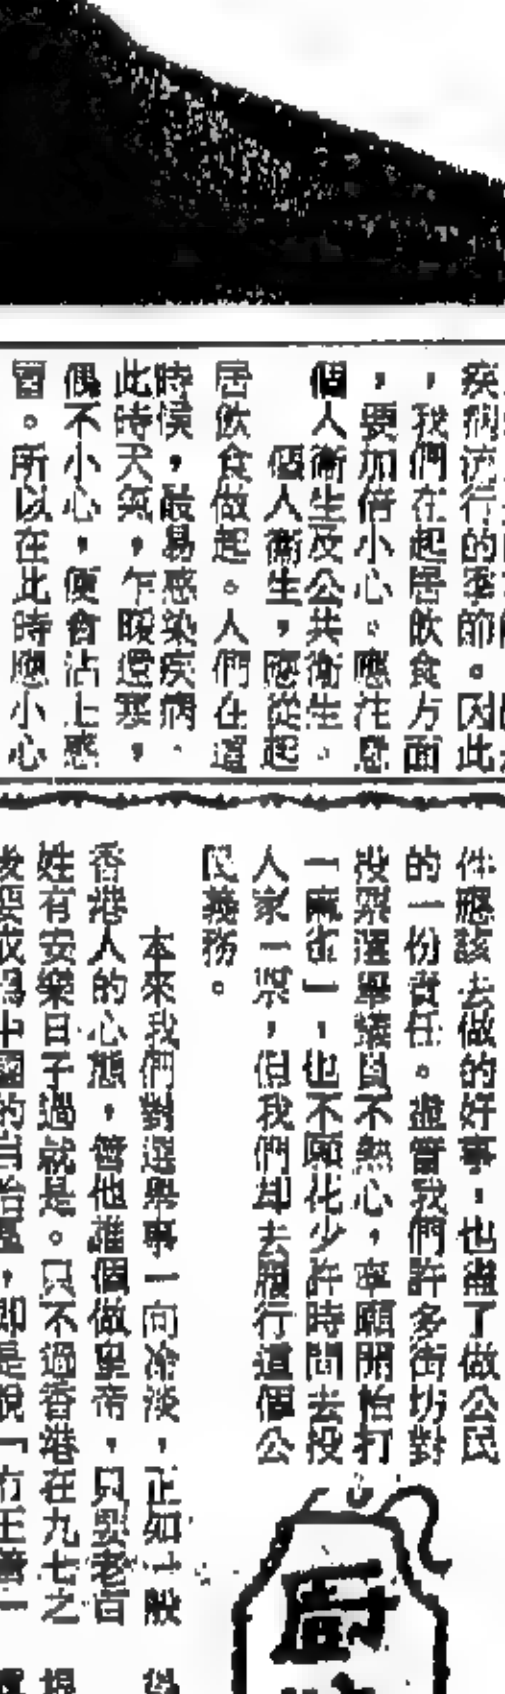 疾病流行的季節。因此
，我們在起居飲食方面
，要加倍小心。應注意
個人衞生及公共衞生。
個人衞生，應從起
居飲食做起。人們在這
時候，最易感染疾病，
此時天氣，乍暖還寒，
偶不小心，便會沾上感
冒。所以在此時應小心
件應該去做的好事，也盡了做公民
的一份責任。儘管我們許多街坊對
投票選舉議員不熱心，寧願開枱打
「麻雀」，也不願花少許時間去投
人家一票，但我們却去履行這個公
民義務。
本來我們對選舉事一向冷淡，正如一般
香港人的心態，管他誰個做皇帝，只要老百
姓有安樂日子過就是。只不過香港在九七之
後要成為中國的自治區，即是說「
廚